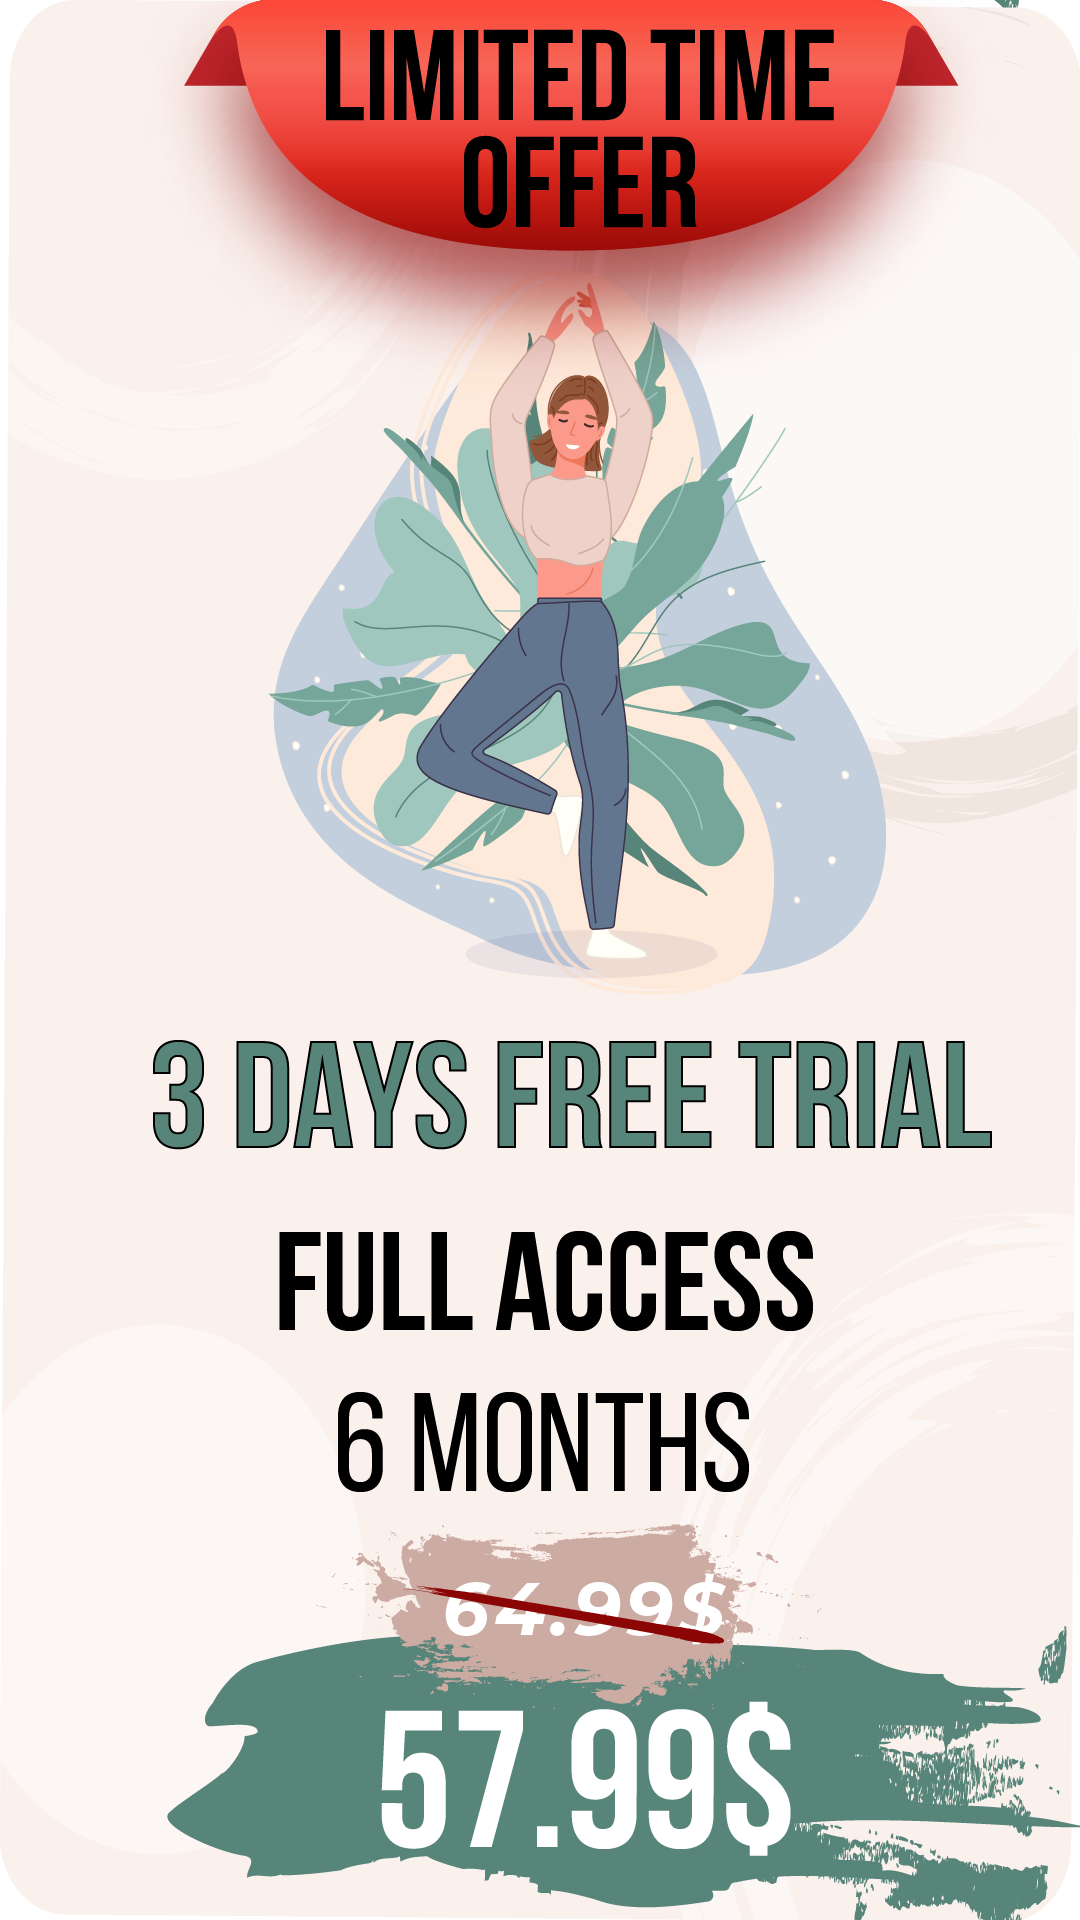 LIMITED TIME
OFFER
3 DAYS FREE TRIAL
FULL ACCESS
6 MONTHS
64.99$
57.99$